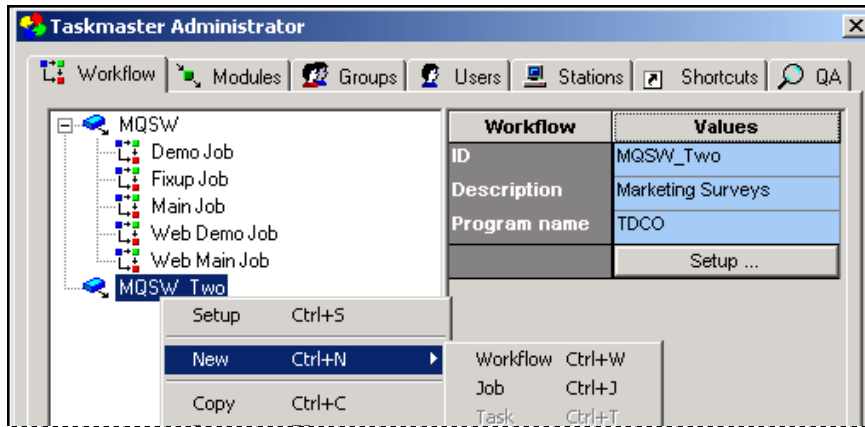 Taskmaster Administrator
Workflow Modules Groups Users Stations Shortcuts QA
MQSW
Demo Job
Fixup Job
Main Job
Web Demo Job
Web Main Job
MQSW_Two
Workflow Values
ID MQSW_Two
Description Marketing Surveys
Program name TDCO
Setup ...
Setup Ctrl+S
New Ctrl+N
Copy Ctrl+C
Workflow Ctrl+W
Job Ctrl+J
Task Ctrl+T